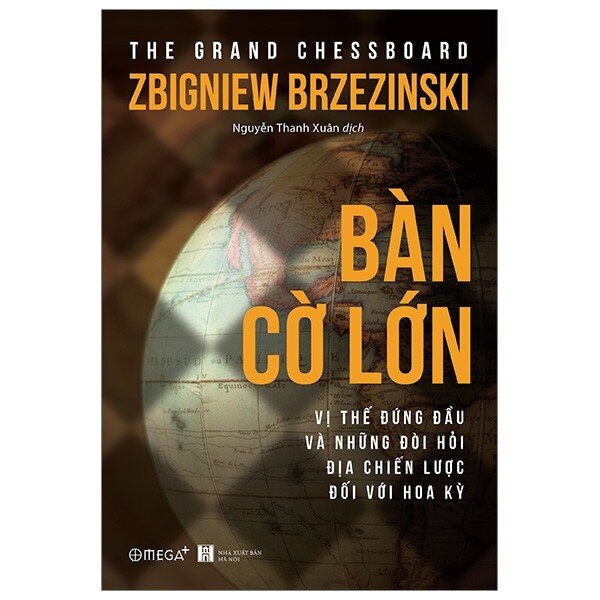 THE GRAND CHESSBOARD
ZBIGNIEW BRZEZINSKI
Nguyễn Thanh Xuân dịch
BÀN
CỜ LỚN
VỊ THẾ ĐỨNG ĐẦU
VÀ NHỮNG ĐÒI HỎI
ĐỊA CHIẾN LƯỢC
ĐỐI VỚI HOA KỲ
OMEGA+
NHÀ XUẤT BẢN
HÀ NỘI